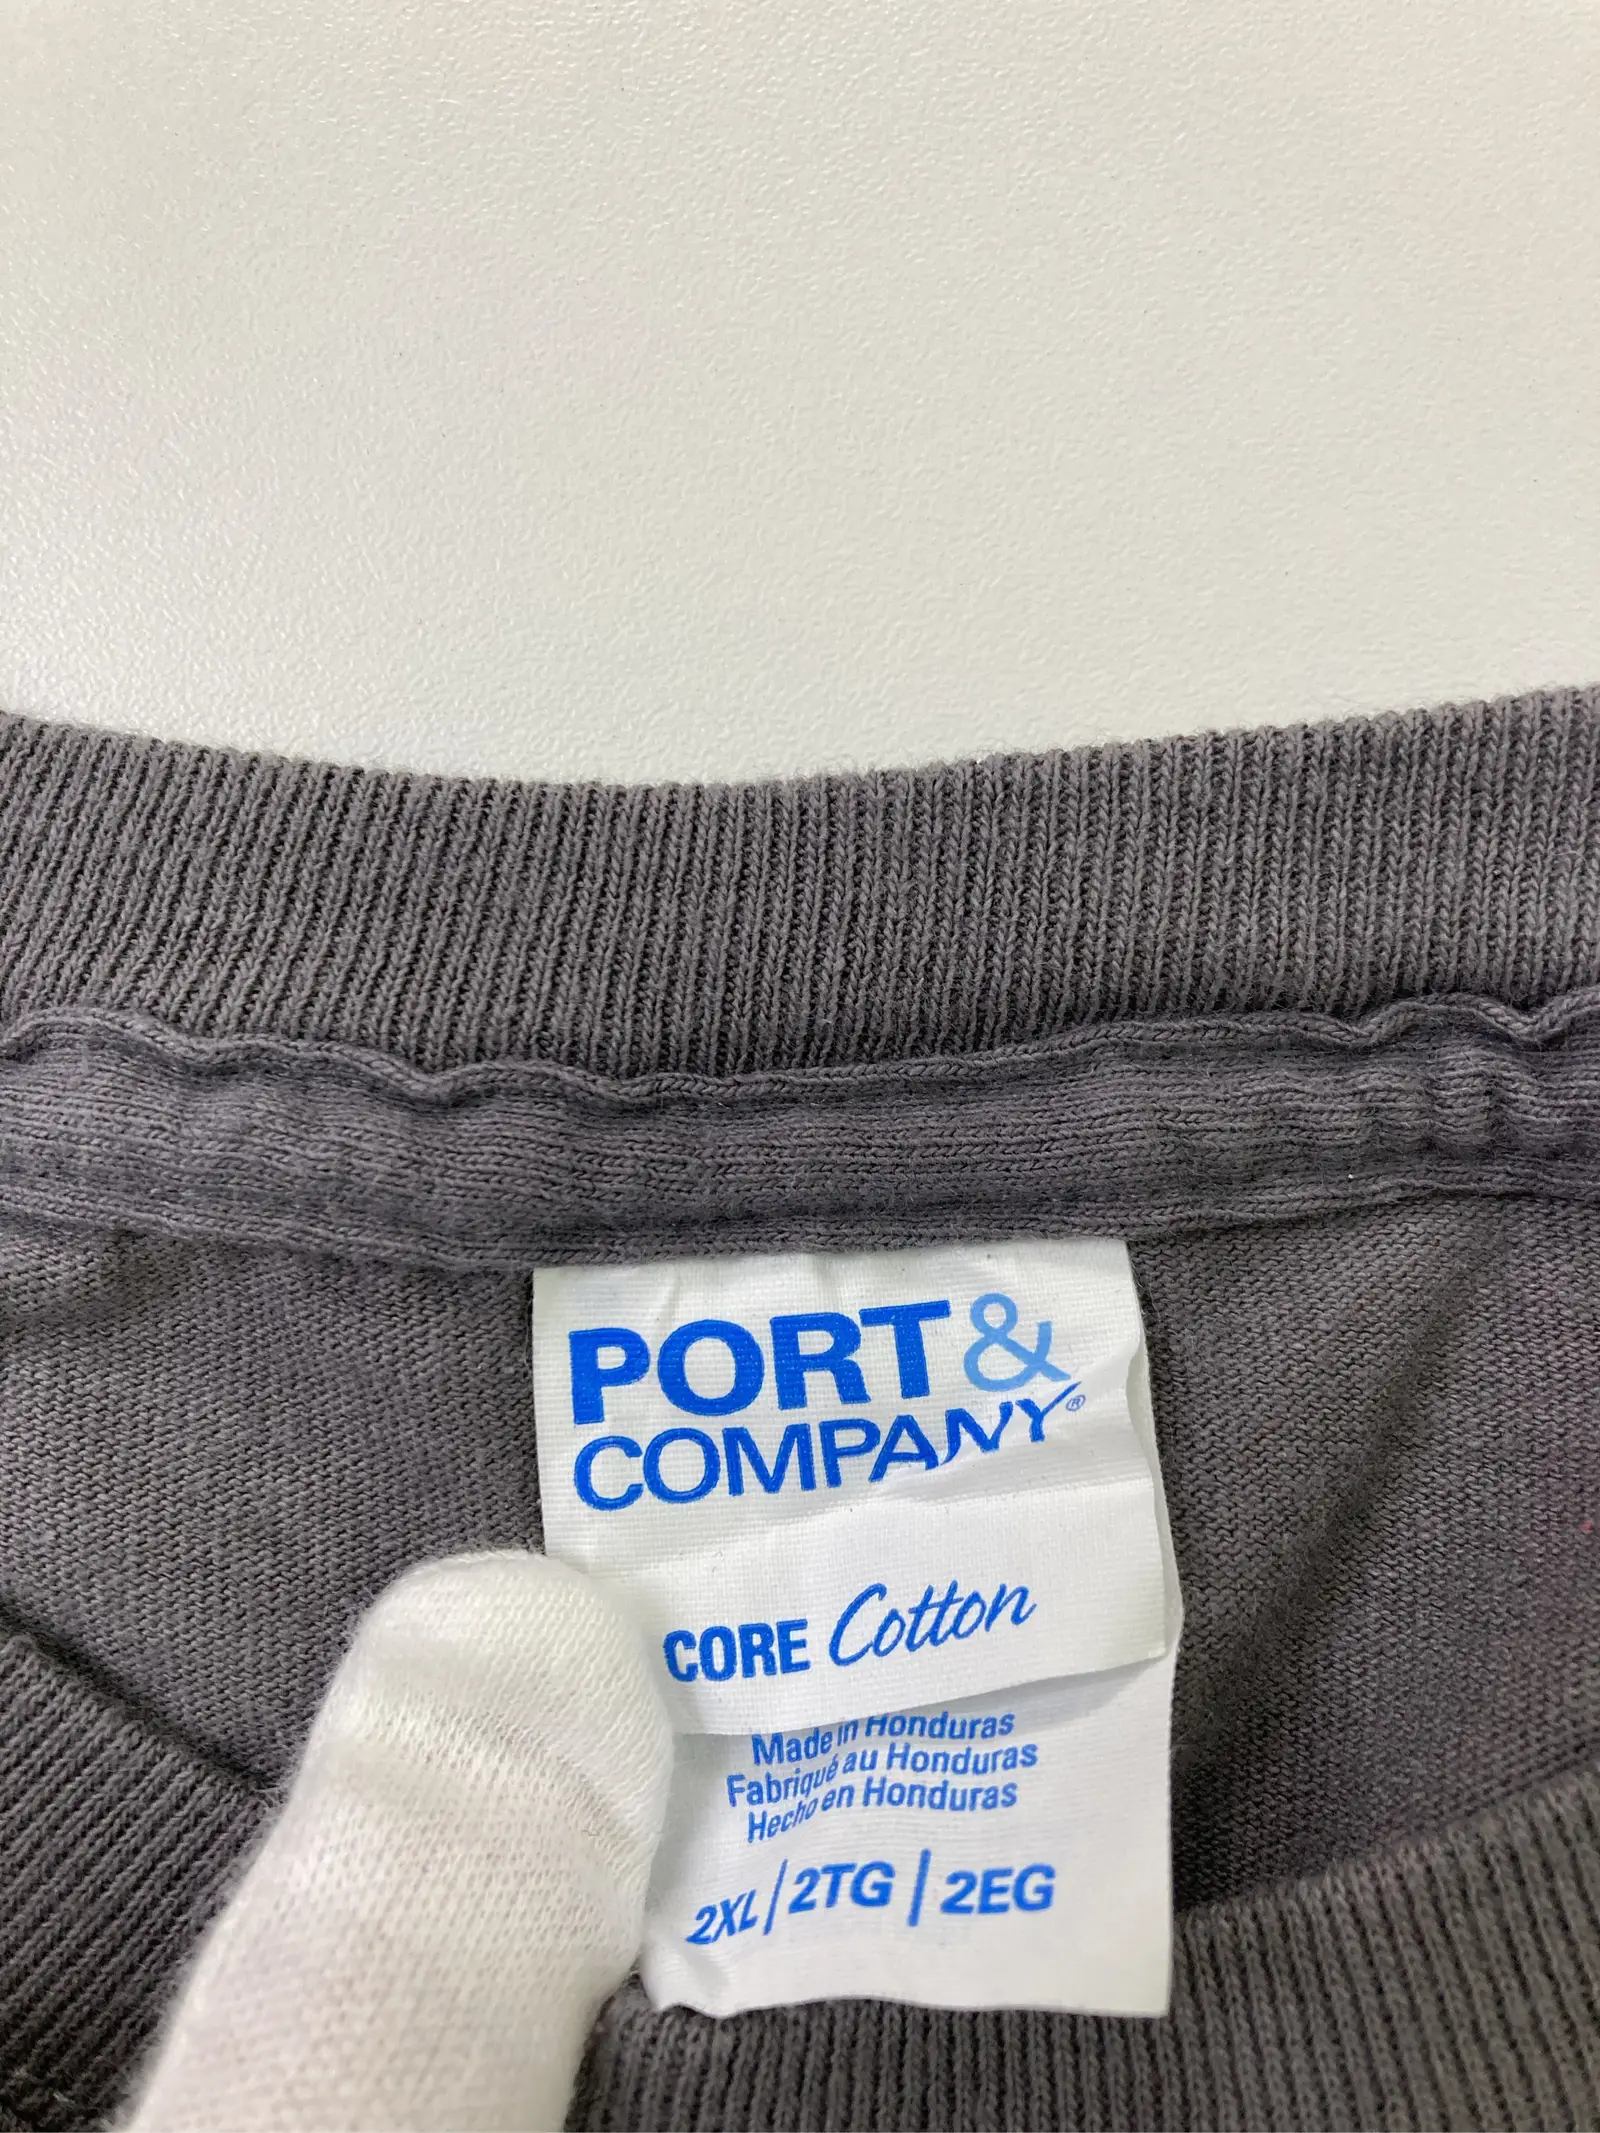 PORT &
COMPANY®
CORE Cotton
Made in Honduras
Fabriqué au Honduras
Hecho en Honduras
2XL/2TG|2EG